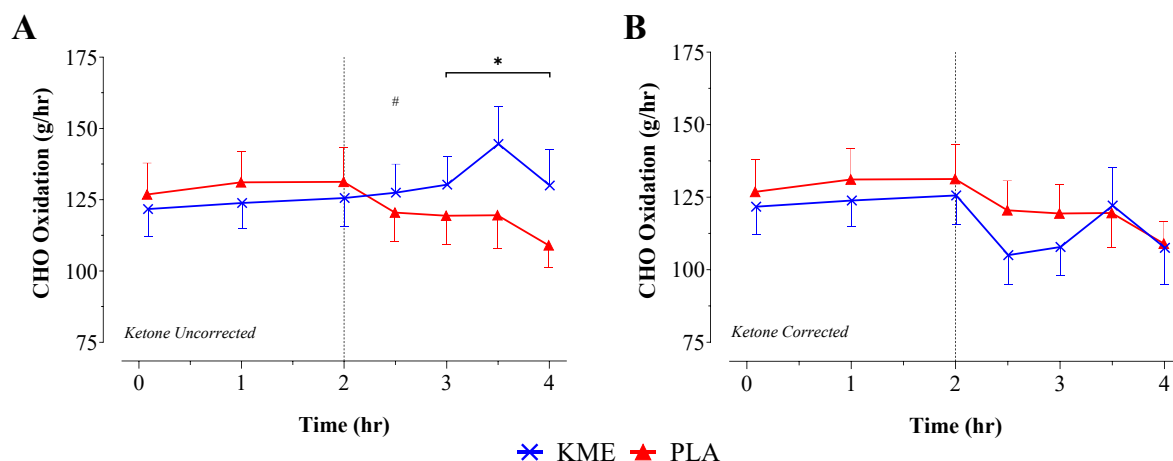 A
CHO Oxidation (g/hr)
175
150
125
100
75
#
*
Ketone Uncorrected
0 1 2 3 4
Time (hr)
B
CHO Oxidation (g/hr)
175
150
125
100
75
Ketone Corrected
0 1 2 3 4
Time (hr)
KME PLA